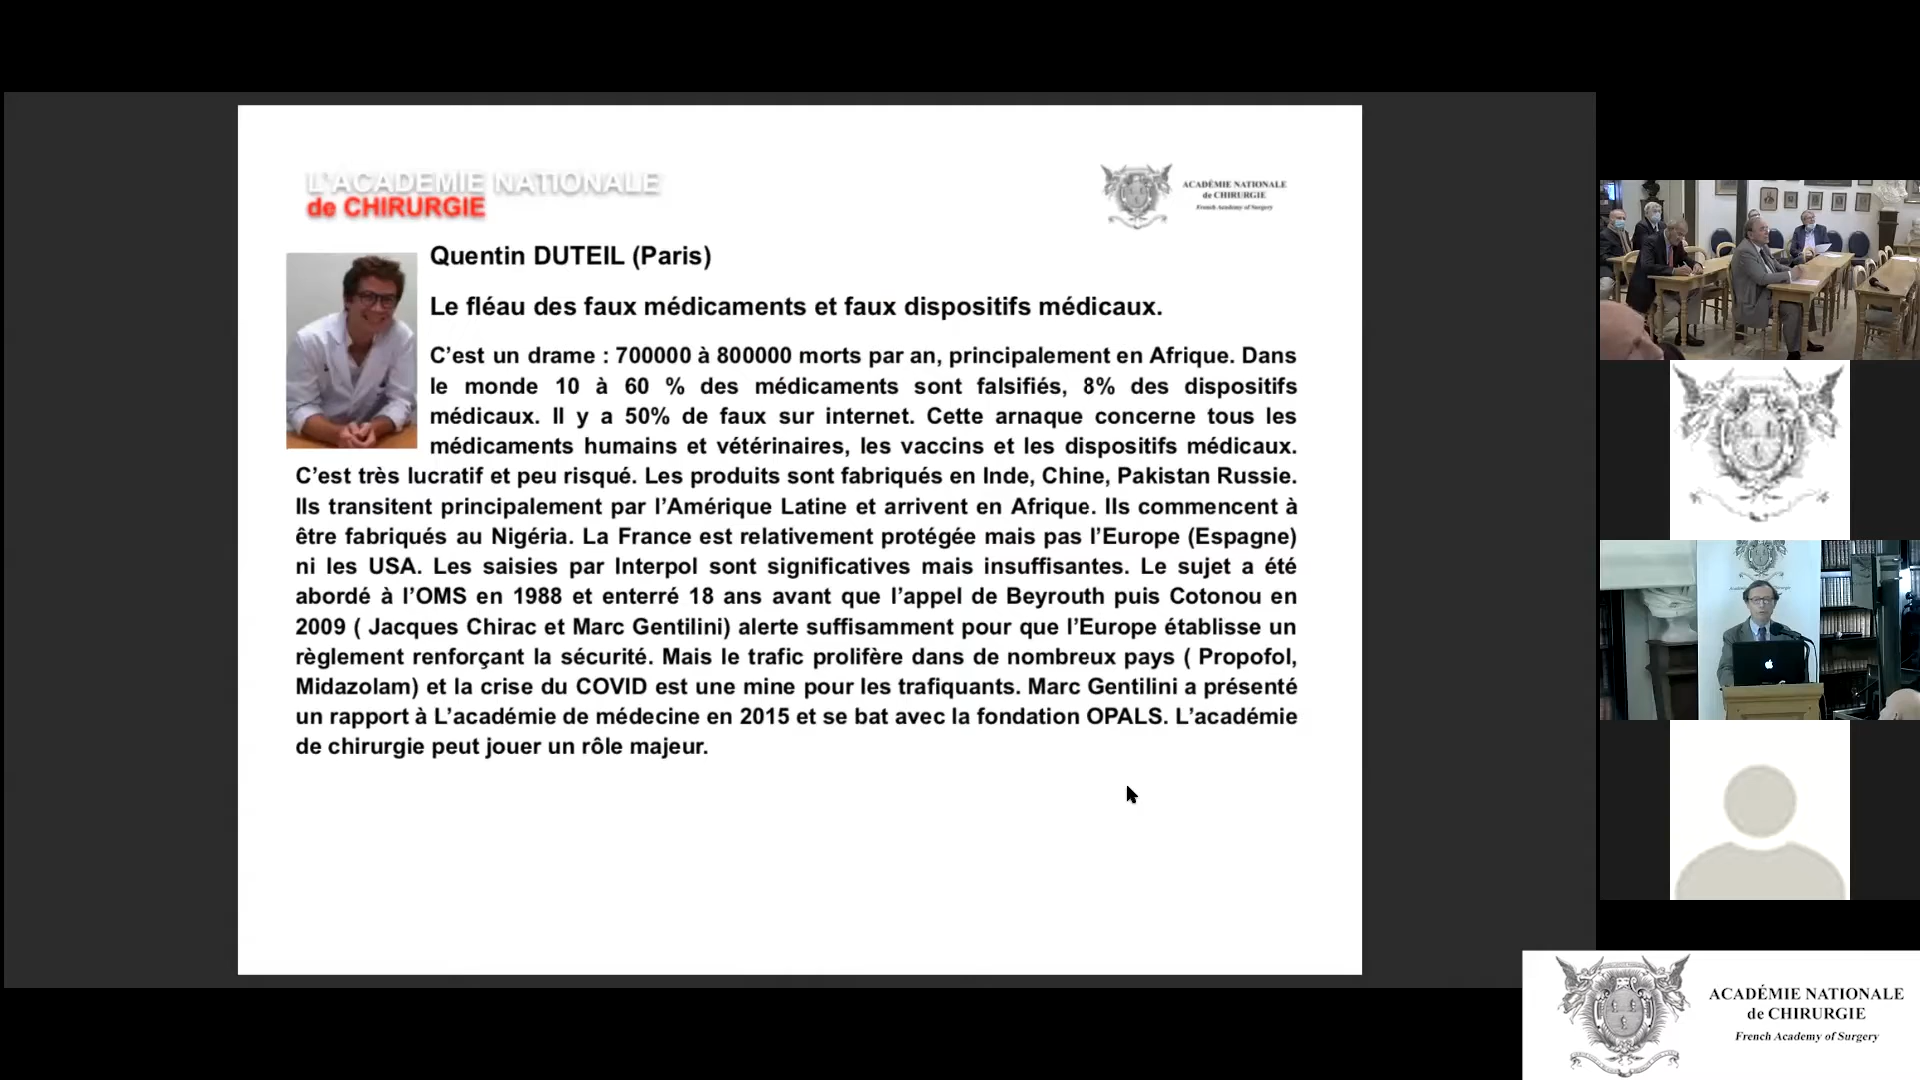 L'ACADEMIE NATIONALE
de CHIRURGIE
ACADÉMIE NATIONALE
de CHIRURGIE
French Academy of Surgery
Quentin DUTEIL (Paris)
Le fléau des faux médicaments et faux dispositifs médicaux.
C'est un drame : 700000 à 800000 morts par an, principalement en Afrique. Dans
le monde 10 à 60 % des médicaments sont falsifiés, 8% des dispositifs
médicaux. Il y a 50% de faux sur internet. Cette arnaque concerne tous les
médicaments humains et vétérinaires, les vaccins et les dispositifs médicaux.
C'est très lucratif et peu risqué. Les produits sont fabriqués en Inde, Chine, Pakistan Russie.
Ils transitent principalement par l'Amérique Latine et arrivent en Afrique. Ils commencent à
être fabriqués au Nigéria. La France est relativement protégée mais pas l'Europe (Espagne)
ni les USA. Les saisies par Interpol sont significatives mais insuffisantes. Le sujet a été
abordé à l'OMS en 1988 et enterré 18 ans avant que l'appel de Beyrouth puis Cotonou en
2009 ( Jacques Chirac et Marc Gentilini) alerte suffisamment pour que l'Europe établisse un
règlement renforçant la sécurité. Mais le trafic prolifère dans de nombreux pays ( Propofol,
Midazolam) et la crise du COVID est une mine pour les trafiquants. Marc Gentilini a présenté
un rapport à L'académie de médecine en 2015 et se bat avec la fondation OPALS. L'académie
de chirurgie peut jouer un rôle majeur.
ACADÉMIE NATIONALE
de CHIRURGIE
French Academy of Surgery